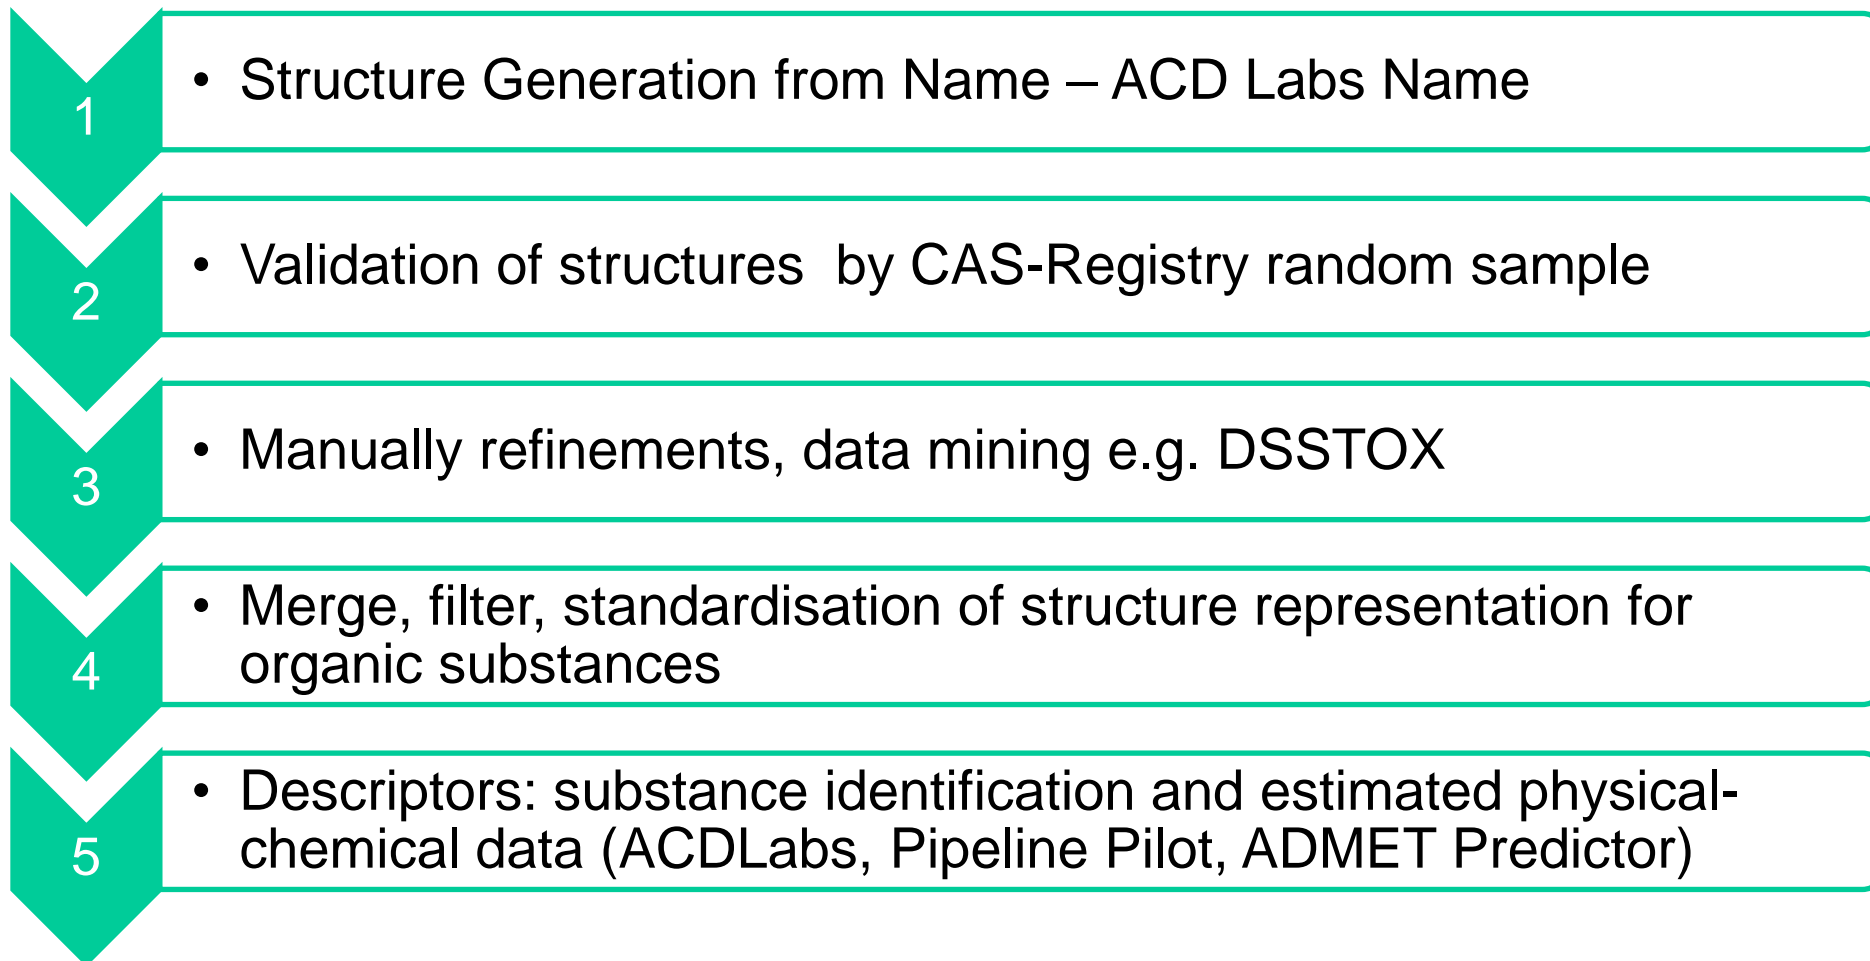 1
• Structure Generation from Name – ACD Labs Name
2
• Validation of structures  by CAS-Registry random sample
3
• Manually refinements, data mining e.g. DSSTOX
4
• Merge, filter, standardisation of structure representation for
organic substances
5
• Descriptors: substance identification and estimated physical-
chemical data (ACDLabs, Pipeline Pilot, ADMET Predictor)